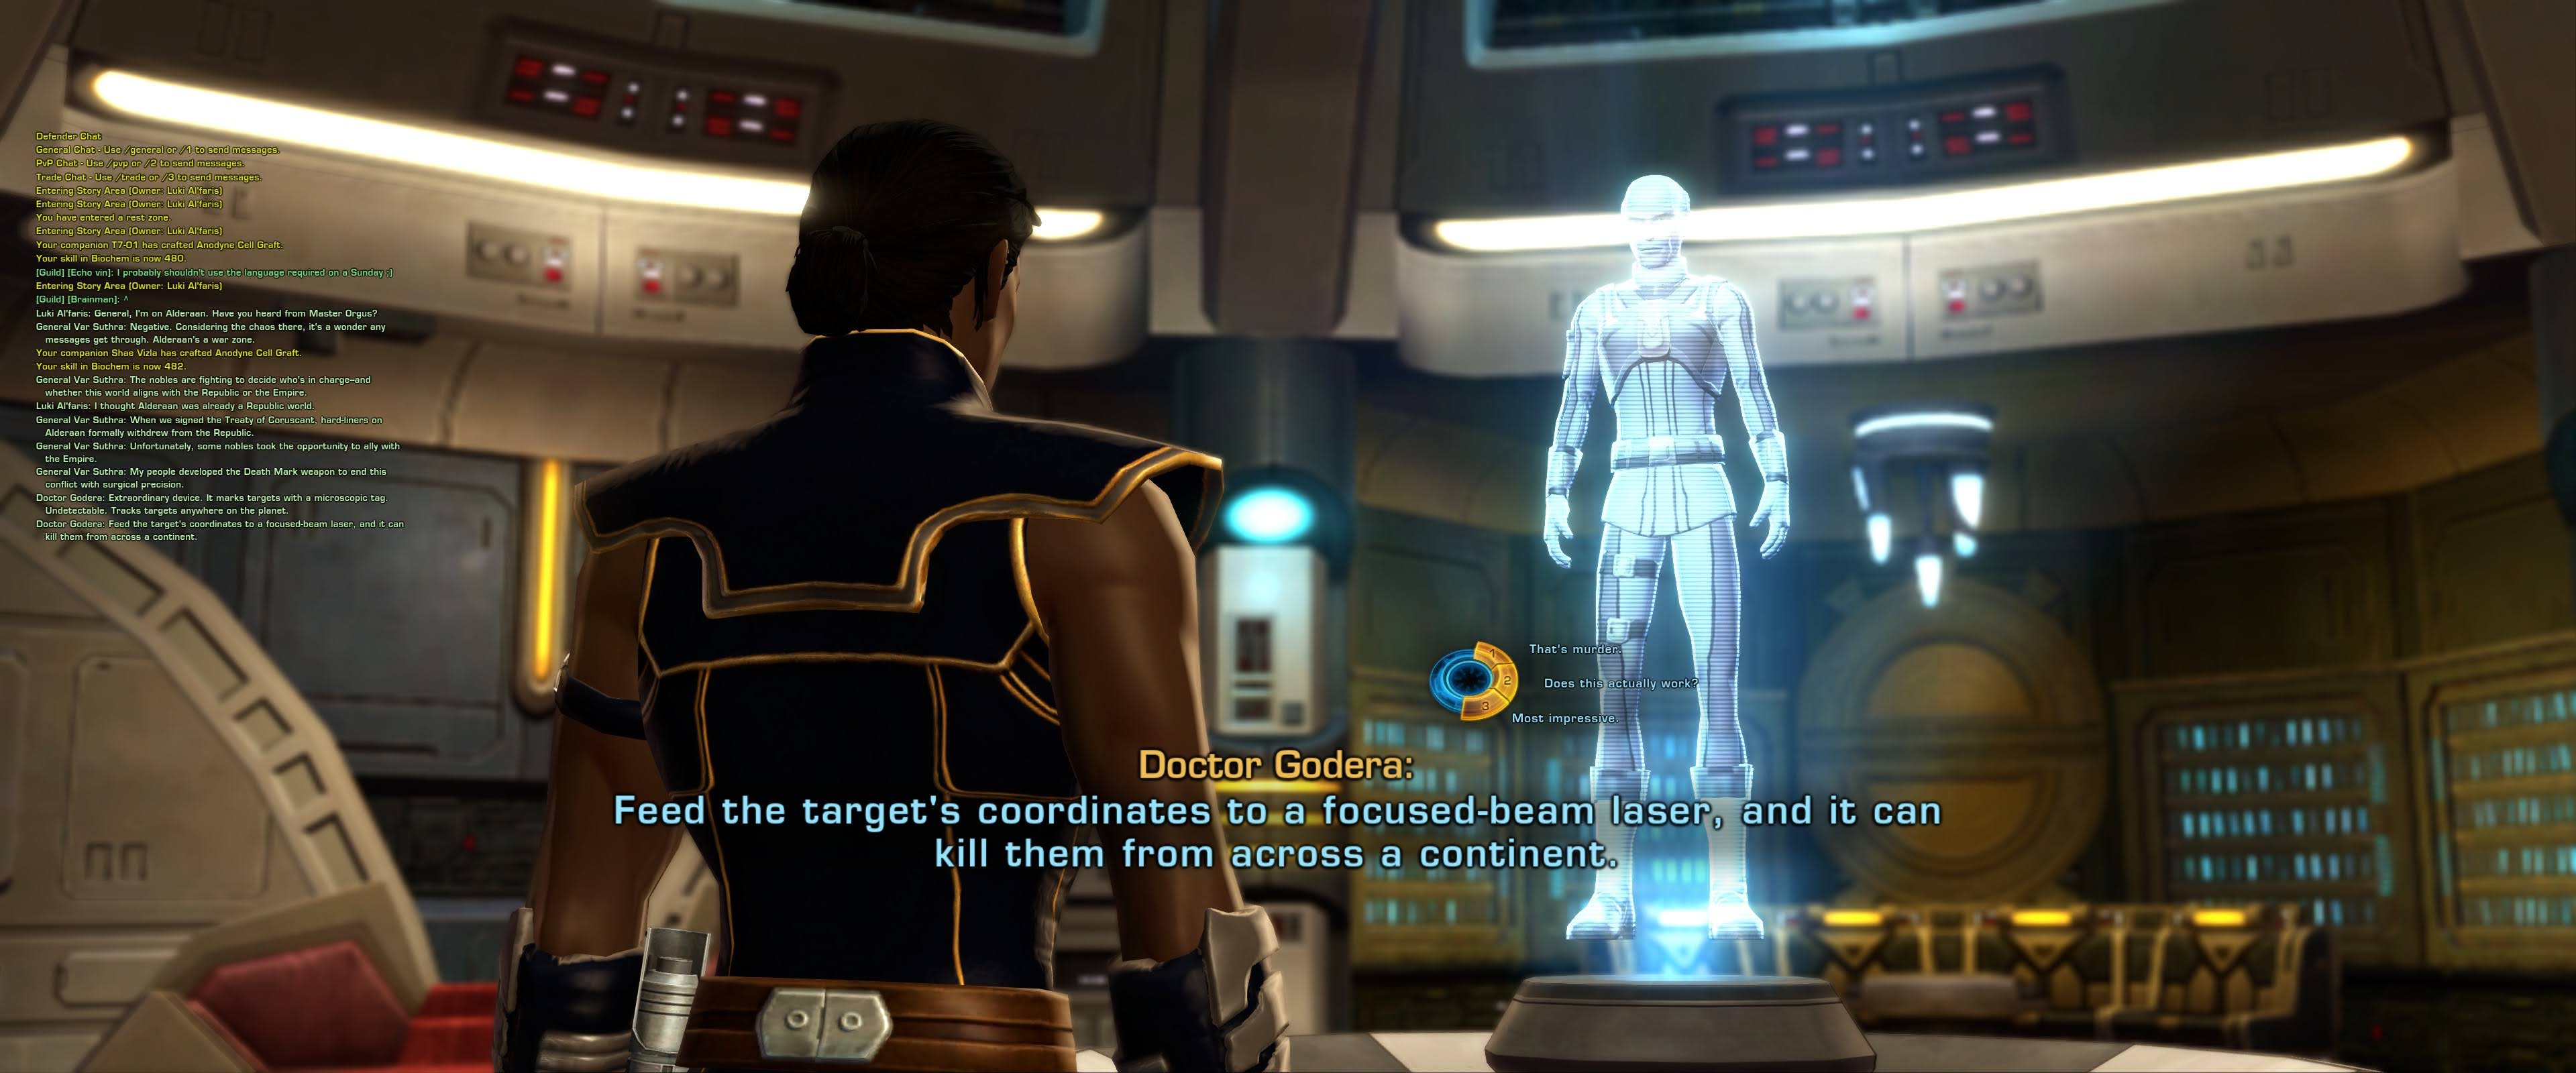 Defender Chat
General Chat - Use /general or /1 to send messages.
PvP Chat - Use /pvp or /2 to send messages.
Trade Chat - Use /trade or /3 to send messages.
Entering Story Area (Owner: Luki Al'faris)
Entering Story Area (Owner: Luki Al'faris)
You have entered a rest zone.
Entering Story Area (Owner: Luki Al'faris)
Your companion T7-O1 has crafted Anodyne Cell Graft.
Your skill in Biochem is now 480.
[Guild] [Echo vin]: I probably shouldn't use the language required on a Sunday :)
Entering Story Area (Owner: Luki Al'faris)
[Guild] [Brainman]: ^
Luki Al'faris: General, I'm on Alderaan. Have you heard from Master Orgus?
General Var Suthra: Negative. Considering the chaos there, it's a wonder any
messages get through. Alderaan's a war zone.
Your companion Shae Vizla has crafted Anodyne Cell Graft.
Your skill in Biochem is now 482.
General Var Suthra: The nobles are fighting to decide who's in charge–and
whether this world aligns with the Republic or the Empire.
Luki Al'faris: I thought Alderaan was already a Republic world.
General Var Suthra: When we signed the Treaty of Coruscant, hard-liners on
Alderaan formally withdrew from the Republic.
General Var Suthra: Unfortunately, some nobles took the opportunity to ally with
the Empire.
General Var Suthra: My people developed the Death Mark weapon to end this
conflict with surgical precision.
Doctor Godera: Extraordinary device. It marks targets with a microscopic tag.
Undetectable. Tracks targets anywhere on the planet.
Doctor Godera: Feed the target's coordinates to a focused-beam laser, and it can
kill them from across a continent.
1 That's murder.
2 Does this actually work?
3 Most impressive.
Doctor Godera:
Feed the target's coordinates to a focused-beam laser, and it can
kill them from across a continent.